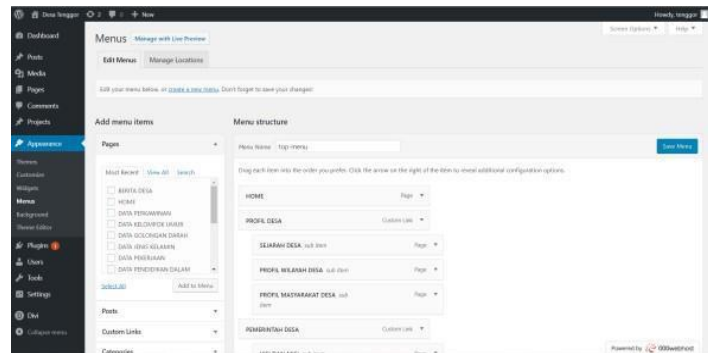 Desa Tenggor 2 + New
Howdy, tenggor
Dashboard
Posts
Media
Pages
Comments
Projects
Appearance
Themes
Customize
Widgets
Menus
Background
Theme Editor
Plugins 1
Users
Tools
Settings
Divi
Collapse menu
Screen Options Help
Menus Manage with Live Preview
Edit Menus Manage Locations
Edit your menu below, or create a new menu. Don't forget to save your changes!
Add menu items
Pages
Most Recent View All Search
BERITA DESA
HOME
DATA PERKAWINAN
DATA KELOMPOK UMUR
DATA GOLONGAN DARAH
DATA JENIS KELAMIN
DATA PEKERJAAN
DATA PENDIDIKAN DALAM
Select All Add to Menu
Posts
Custom Links
Categories
Menu structure
Menu Name top menu Save Menu
Drag each item into the order you prefer. Click the arrow on the right of the item to reveal additional configuration options.
HOME Page
PROFIL DESA Custom Link
SEJARAH DESA sub item Page
PROFIL WILAYAH DESA sub item Page
PROFIL MASYARAKAT DESA sub
item Page
PEMERINTAH DESA Custom Link
Powered by 000webhost